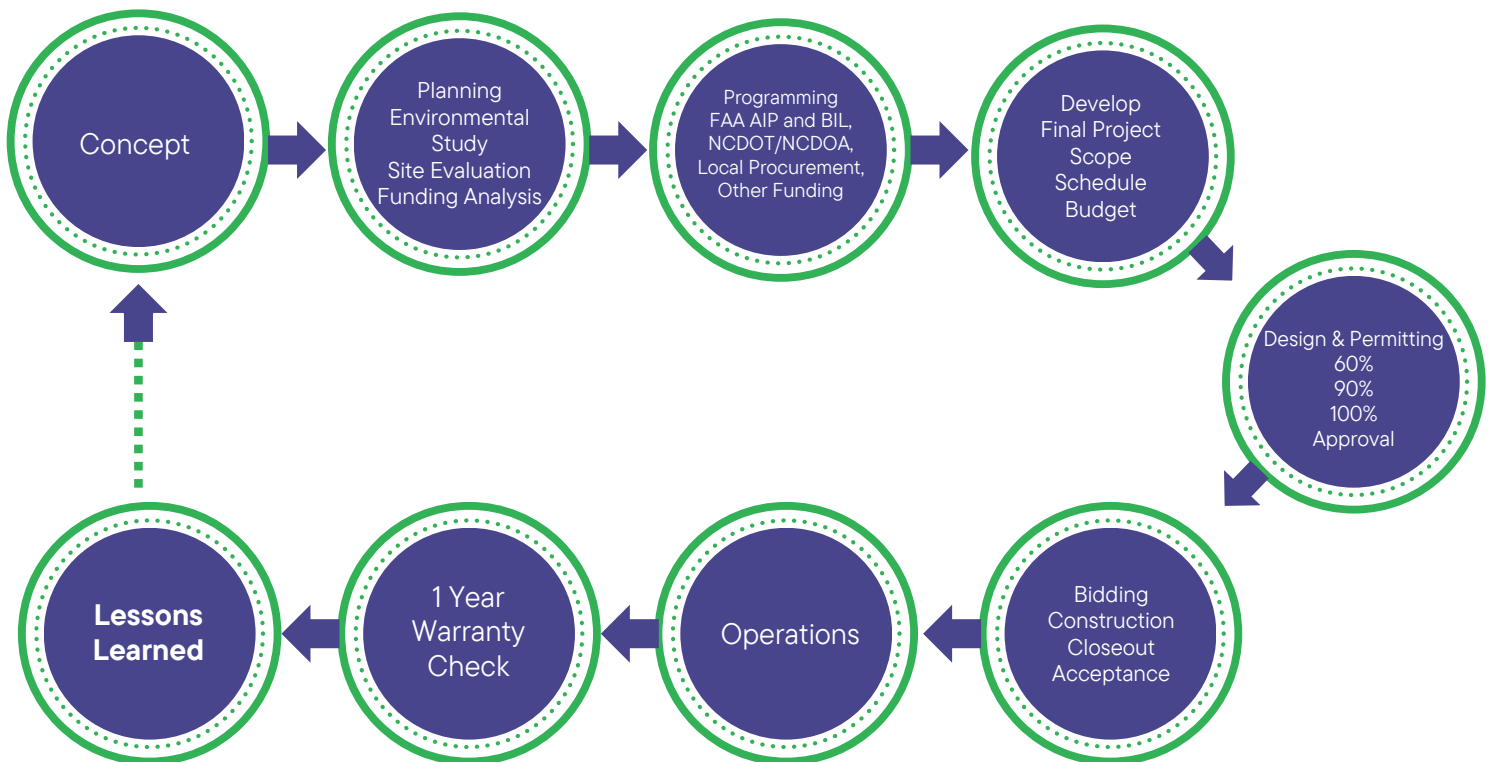 Concept
Planning
Environmental
Study
Site Evaluation
Funding Analysis
Programming
FAA AIP and BIL,
NCDOT/NCDOA,
Local Procurement,
Other Funding
Develop
Final Project
Scope
Schedule
Budget
Design & Permitting
60%
90%
100%
Approval
Bidding
Construction
Closeout
Acceptance
Operations
1 Year
Warranty
Check
Lessons
Learned